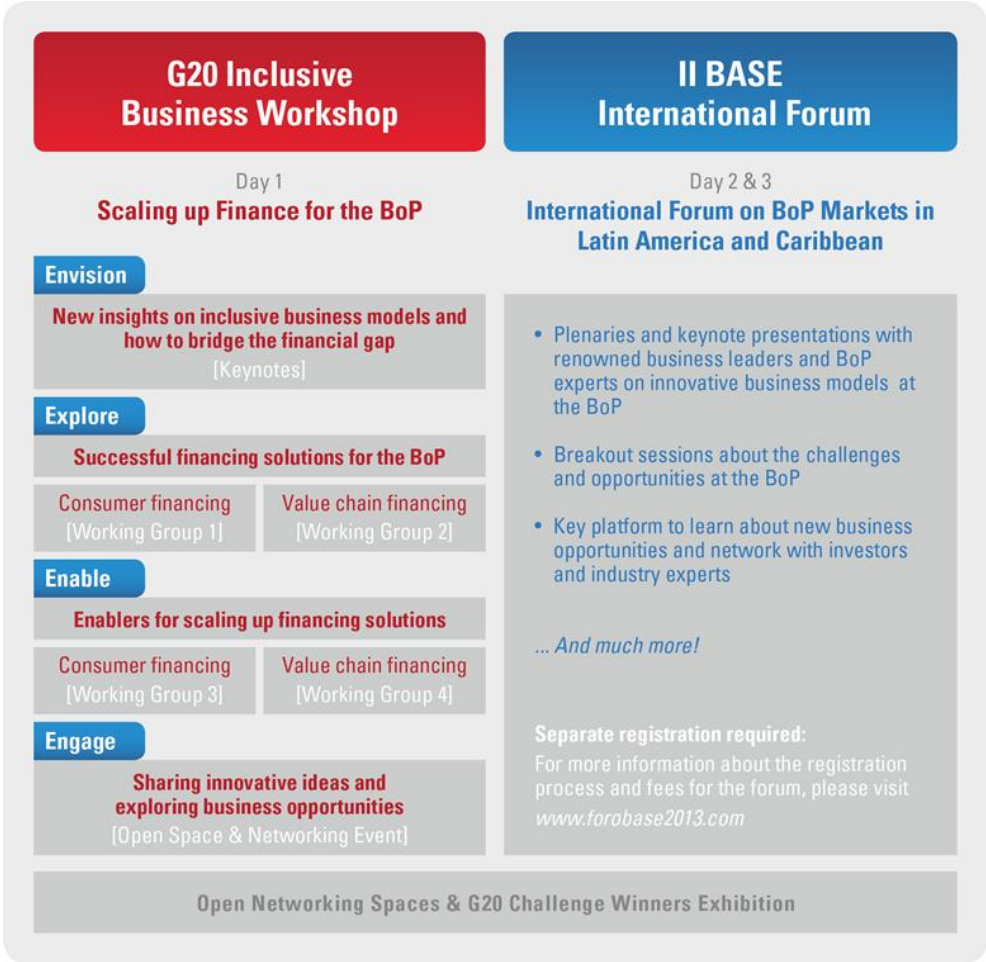 G20 Inclusive
Business Workshop
Day 1
Scaling up Finance for the BoP
Envision
New insights on inclusive business models and
how to bridge the financial gap
[Keynotes]
Explore
Successful financing solutions for the BoP
Consumer financing
[Working Group 1]
Value chain financing
[Working Group 2]
Enable
Enablers for scaling up financing solutions
Consumer financing
[Working Group 3]
Value chain financing
[Working Group 4]
Engage
Sharing innovative ideas and
exploring business opportunities
[Open Space & Networking Event]
II BASE
International Forum
Day 2 & 3
International Forum on BoP Markets in
Latin America and Caribbean
• Plenaries and keynote presentations with
renowned business leaders and BoP
experts on innovative business models at
the BoP
• Breakout sessions about the challenges
and opportunities at the BoP
• Key platform to learn about new business
opportunities and network with investors
and industry experts
... And much more!
Separate registration required:
For more information about the registration
process and fees for the forum, please visit
www.forobase2013.com
Open Networking Spaces & G20 Challenge Winners Exhibition